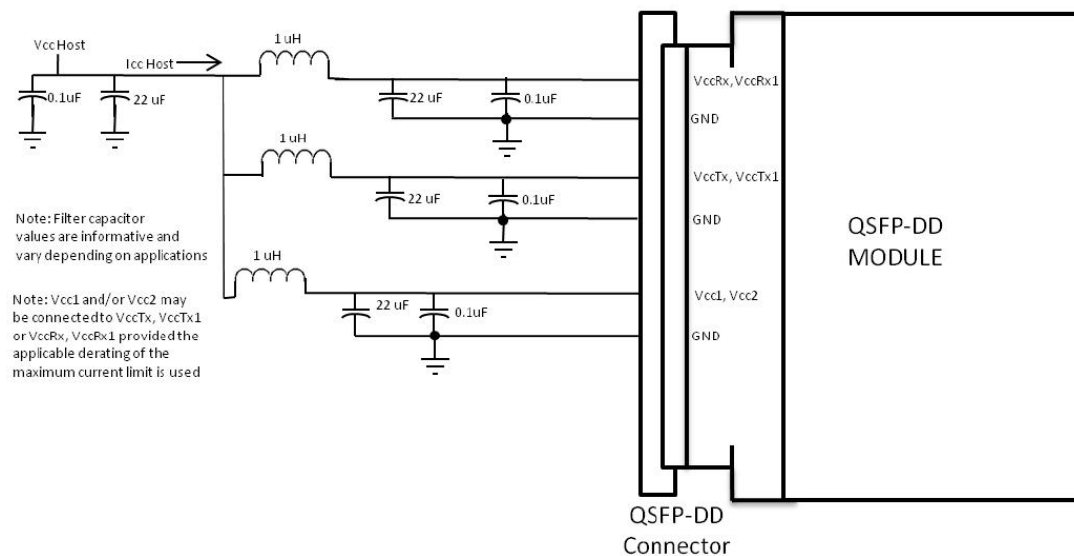 Vcc Host
Icc Host
0.1uF
22 uF
1 uH
22 uF
0.1uF
VccRx, VccRx1
GND
1 uH
22 uF
0.1uF
VccTx, VccTx1
GND
1 uH
22 uF
0.1uF
Vcc1, Vcc2
GND
Note: Filter capacitor
values are informative and
vary depending on applications
Note: Vcc1 and/or Vcc2 may
be connected to VccTx, VccTx1
or VccRx, VccRx1 provided the
applicable derating of the
maximum current limit is used
QSFP-DD
MODULE
QSFP-DD
Connector